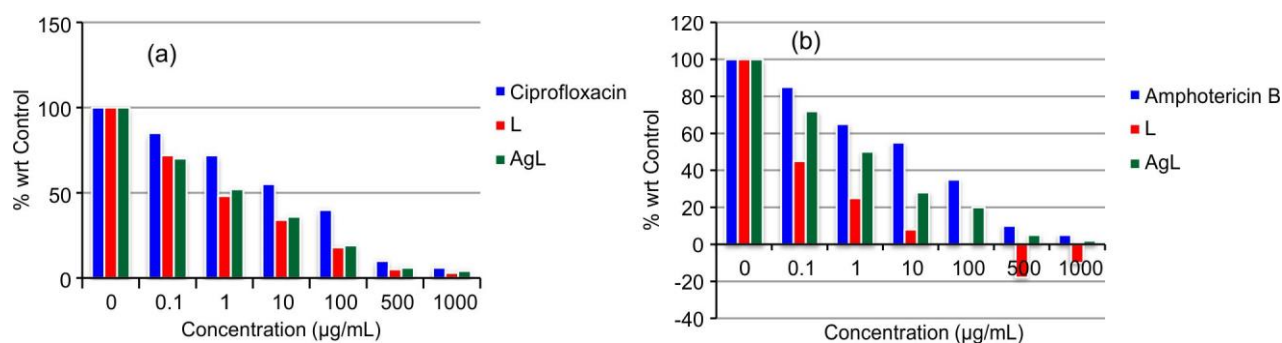 (a)
150
100
50
0
% wrt Control
0 0.1 1 10 100 500 1000
Concentration (µg/mL)
Ciprofloxacin
L
AgL
(b)
120
100
80
60
40
20
0
-20
-40
% wrt Control
0 0.1 1 10 100 500 1000
Concentration (µg/mL)
Amphotericin B
L
AgL